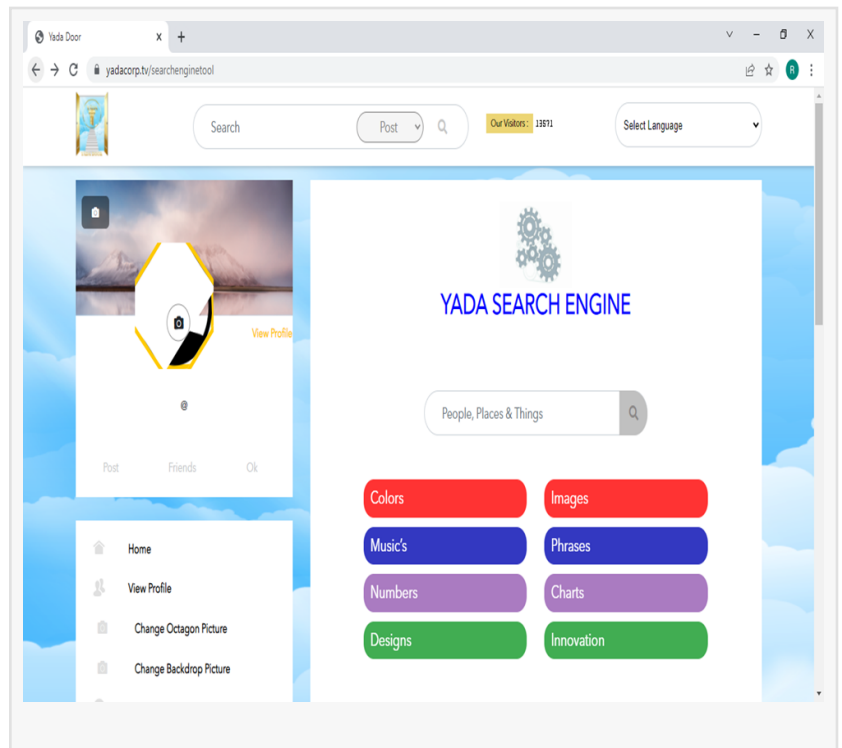 Yada Door
yadacorp.tv/searchenginetool
R
Search
Post
Our Visitors :
13571
Select Language
View Profile
@
Post Friends Ok
Home
View Profile
Change Octagon Picture
Change Backdrop Picture
YADA SEARCH ENGINE
People, Places & Things
Colors
Images
Music's
Phrases
Numbers
Charts
Designs
Innovation